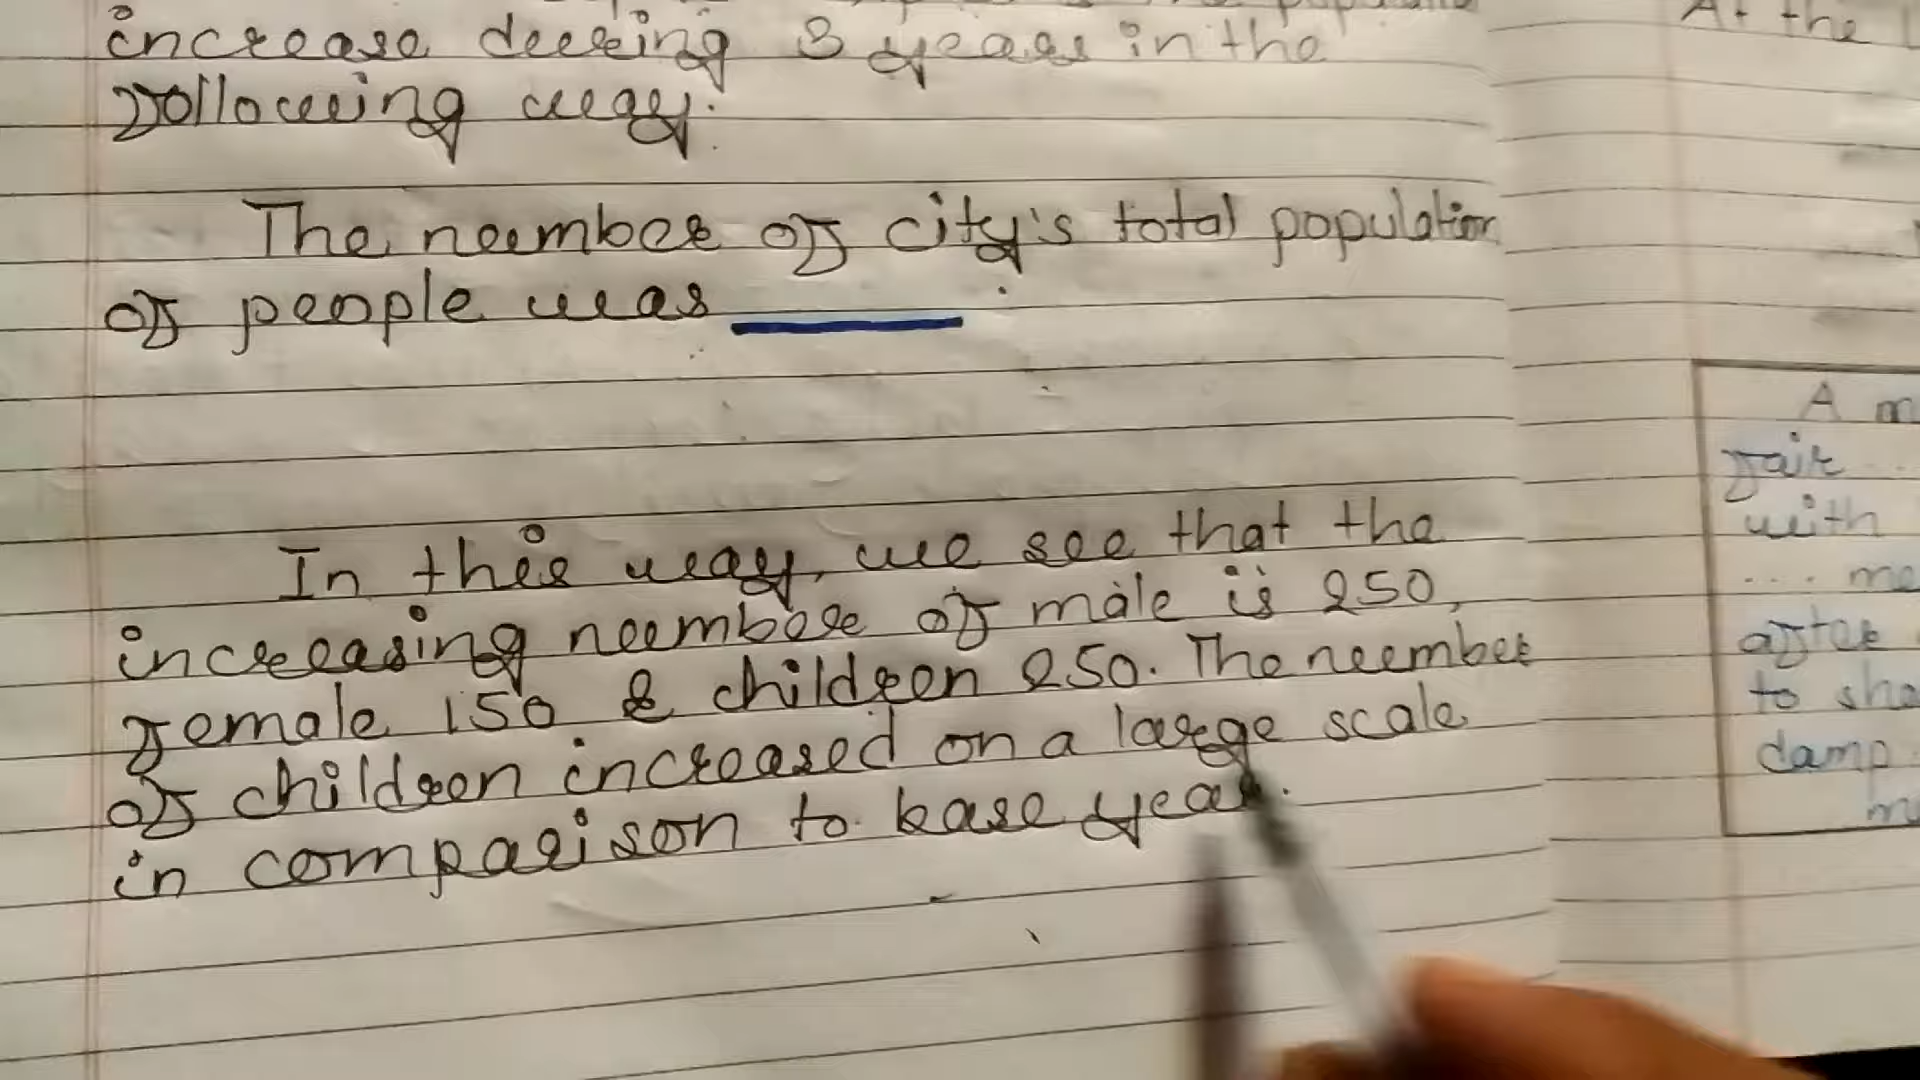 increase during 3 years in the
following way.
The number of city's total population
of people was
In this way, we see that the
increasing number of male is 250,
female 150 & children 250. The number
of children increased on a large scale
in comparison to base year.
At the
A m
fair
with
.... me
after
to sha
damp